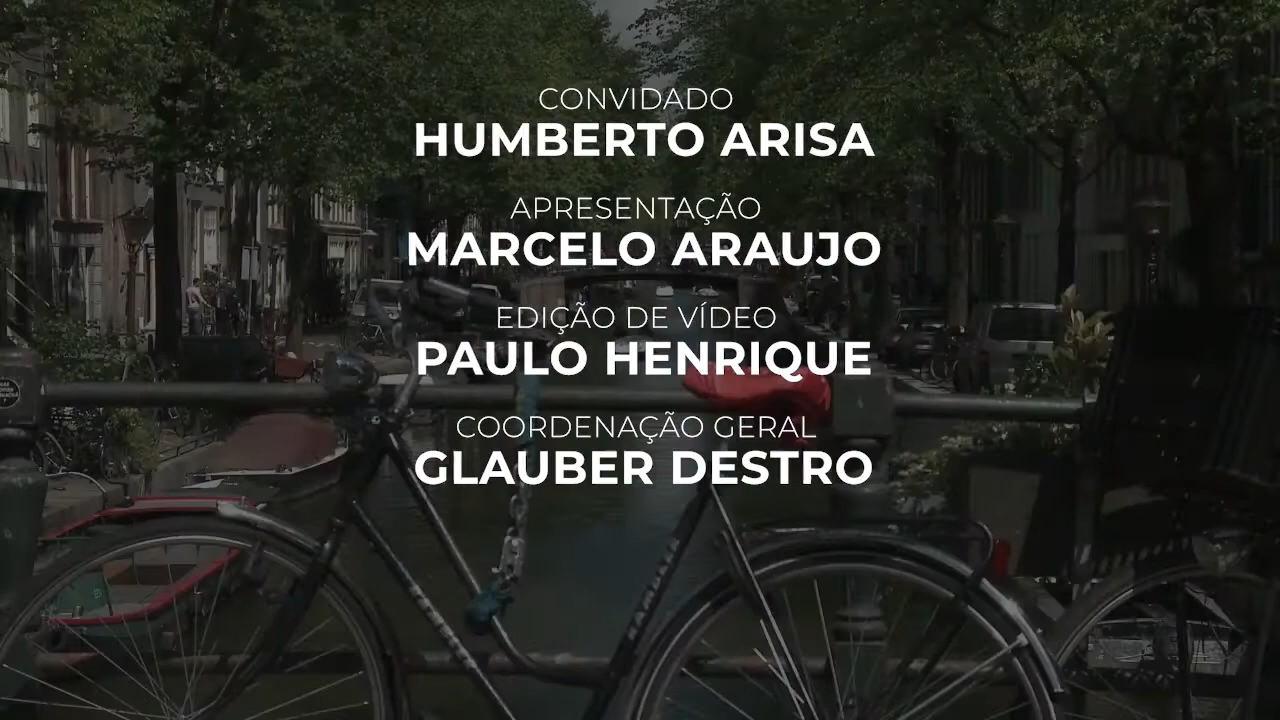 CONVIDADO
HUMBERTO ARISA
APRESENTAÇÃO
MARCELO ARAUJO
EDIÇÃO DE VÍDEO
PAULO HENRIQUE
COORDENAÇÃO GERAL
GLAUBER DESTRO